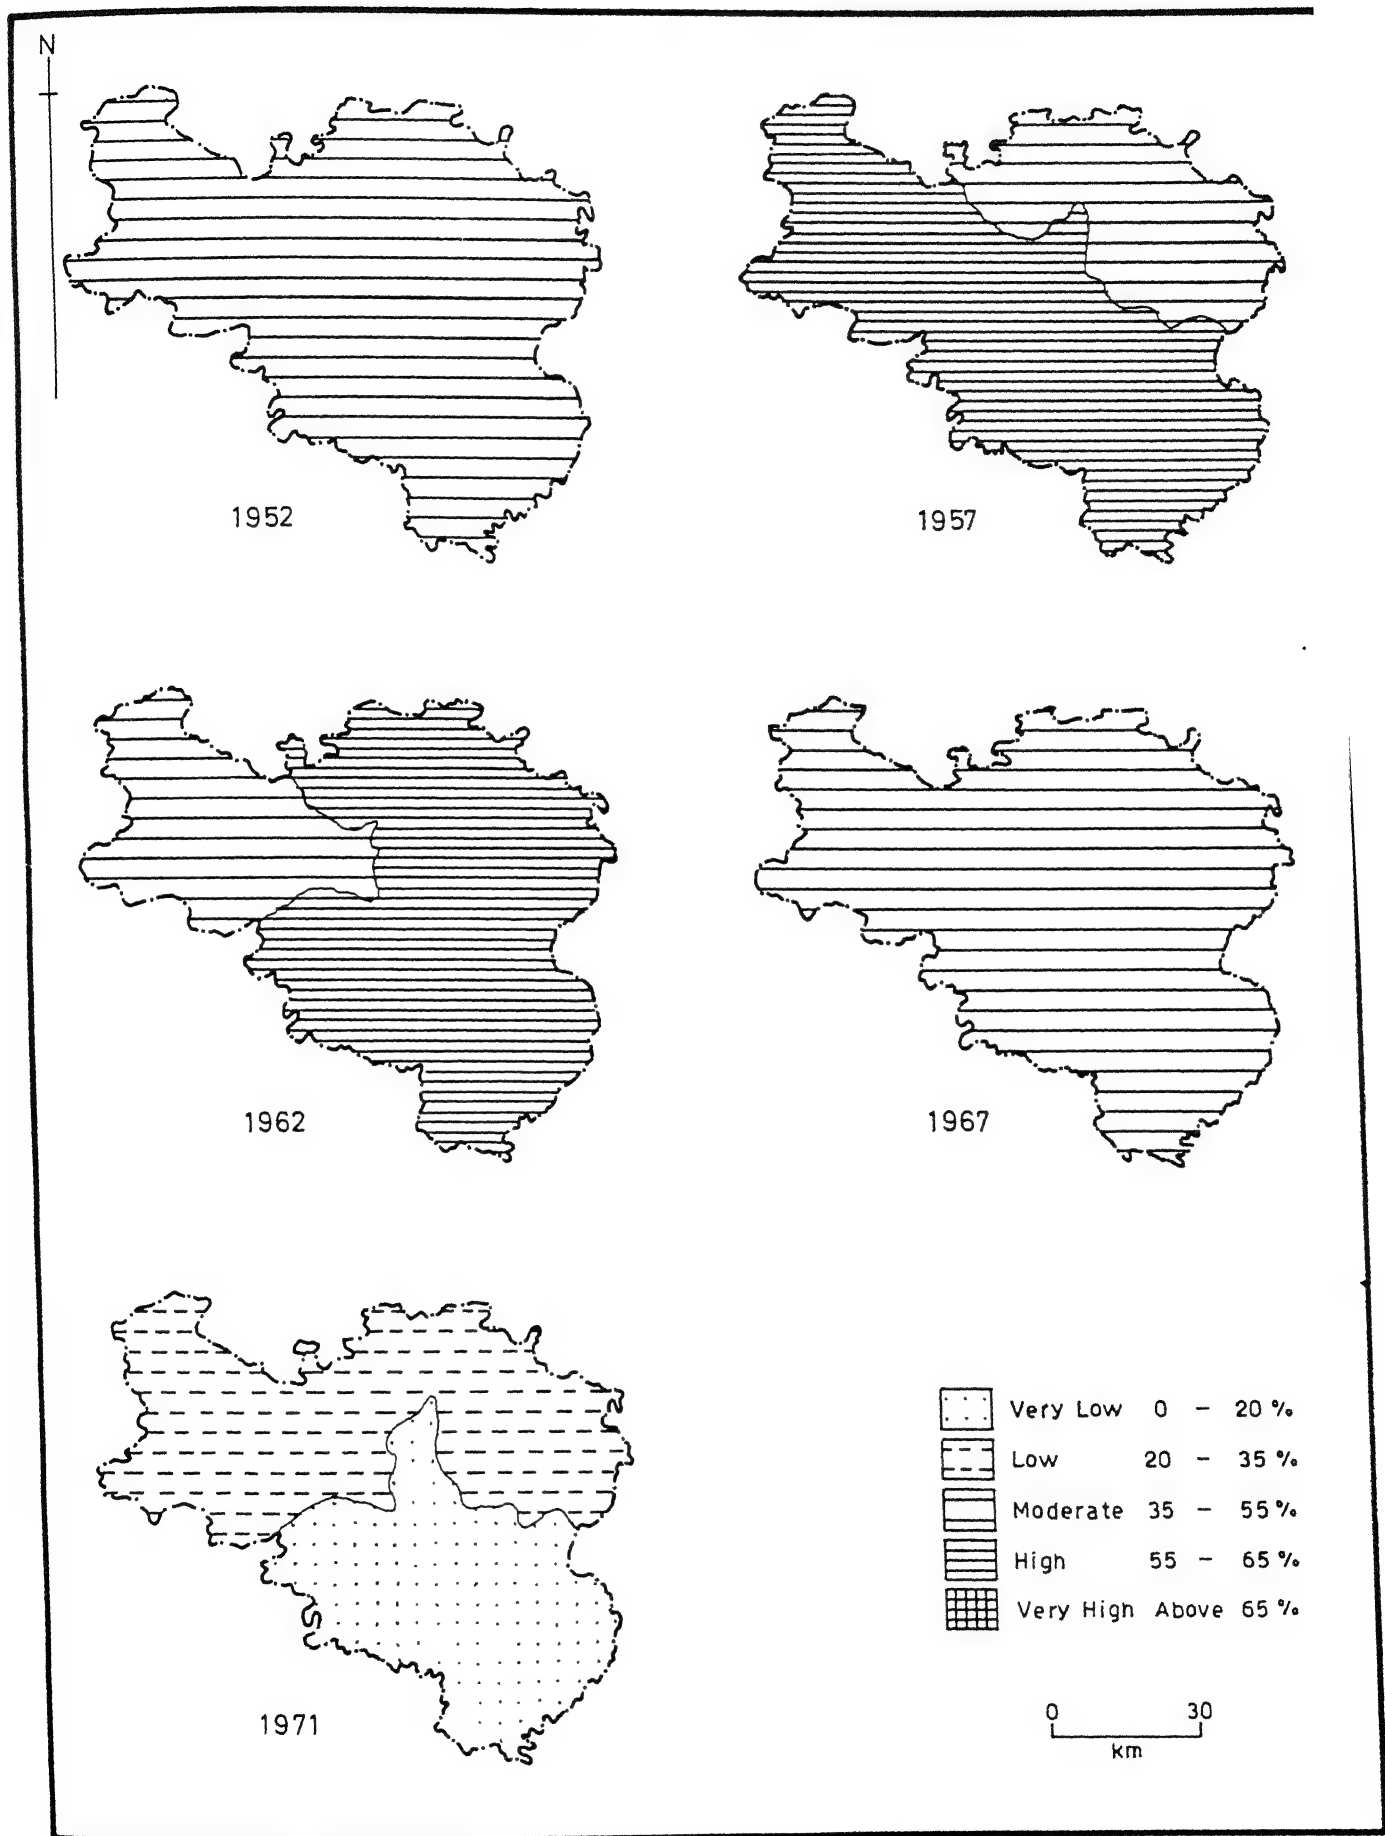 N
1952
1957
1962
1967
1971
Very Low 0 - 20 %
Low 20 - 35 %
Moderate 35 - 55 %
High 55 - 65 %
Very High Above 65 %
0 30
km